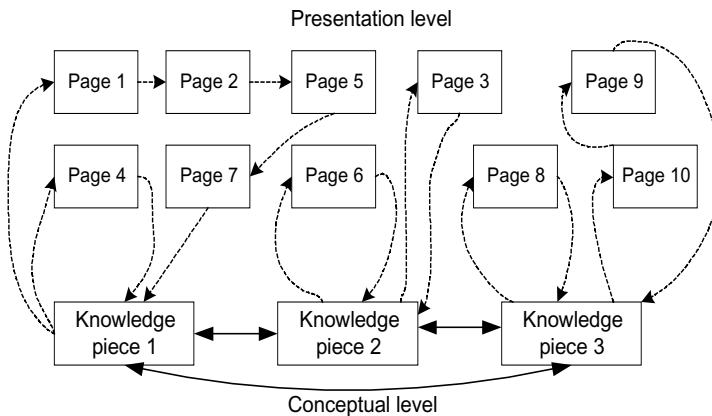 Presentation level
Page 1
Page 2
Page 5
Page 3
Page 9
Page 4
Page 7
Page 6
Page 8
Page 10
Knowledge
piece 1
Knowledge
piece 2
Knowledge
piece 3
Conceptual level